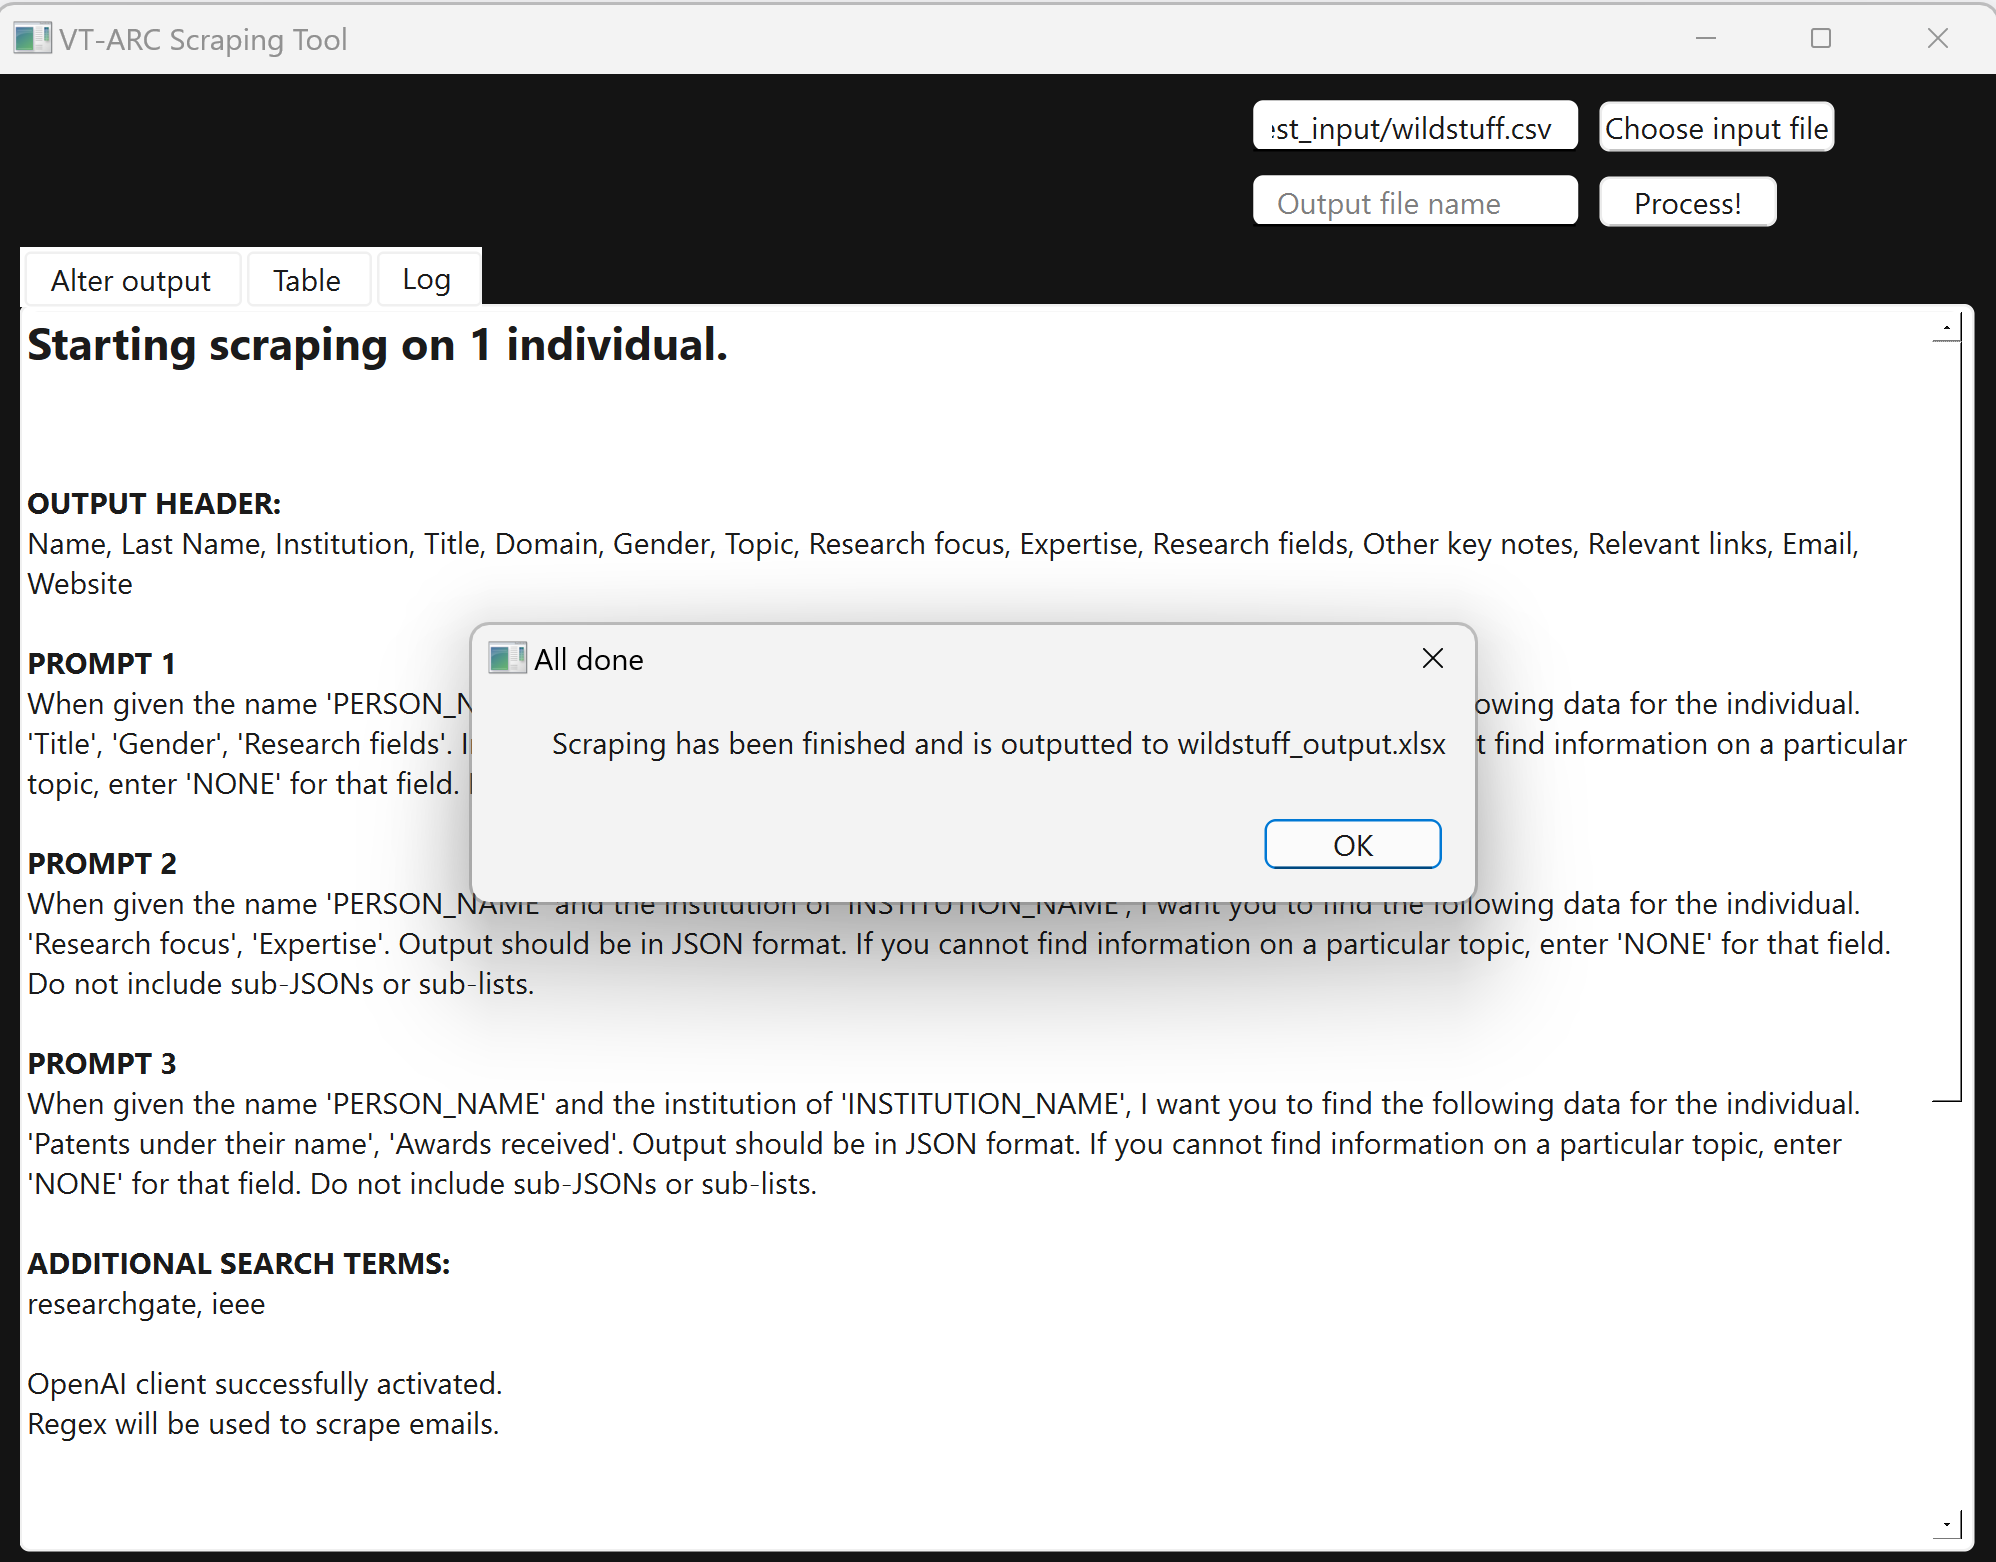 VT-ARC Scraping Tool
st_input/wildstuff.csv
Choose input file
Output file name
Process!
Alter output
Table
Log
Starting scraping on 1 individual.
OUTPUT HEADER:
Name, Last Name, Institution, Title, Domain, Gender, Topic, Research focus, Expertise, Research fields, Other key notes, Relevant links, Email,
Website
PROMPT 1
When given the name 'PERSON_ owing data for the individual.
'Title', 'Gender', 'Research fields'. t find information on a particular
topic, enter 'NONE' for that field.
All done
Scraping has been finished and is outputted to wildstuff_output.xlsx
OK
PROMPT 2
When given the name 'PERSON_NAME' and the institution of 'INSTITUTION_NAME', I want you to find the following data for the individual.
'Research focus', 'Expertise'. Output should be in JSON format. If you cannot find information on a particular topic, enter 'NONE' for that field.
Do not include sub-JSONs or sub-lists.
PROMPT 3
When given the name 'PERSON_NAME' and the institution of 'INSTITUTION_NAME', I want you to find the following data for the individual.
'Patents under their name', 'Awards received'. Output should be in JSON format. If you cannot find information on a particular topic, enter
'NONE' for that field. Do not include sub-JSONs or sub-lists.
ADDITIONAL SEARCH TERMS:
researchgate, ieee
OpenAI client successfully activated.
Regex will be used to scrape emails.